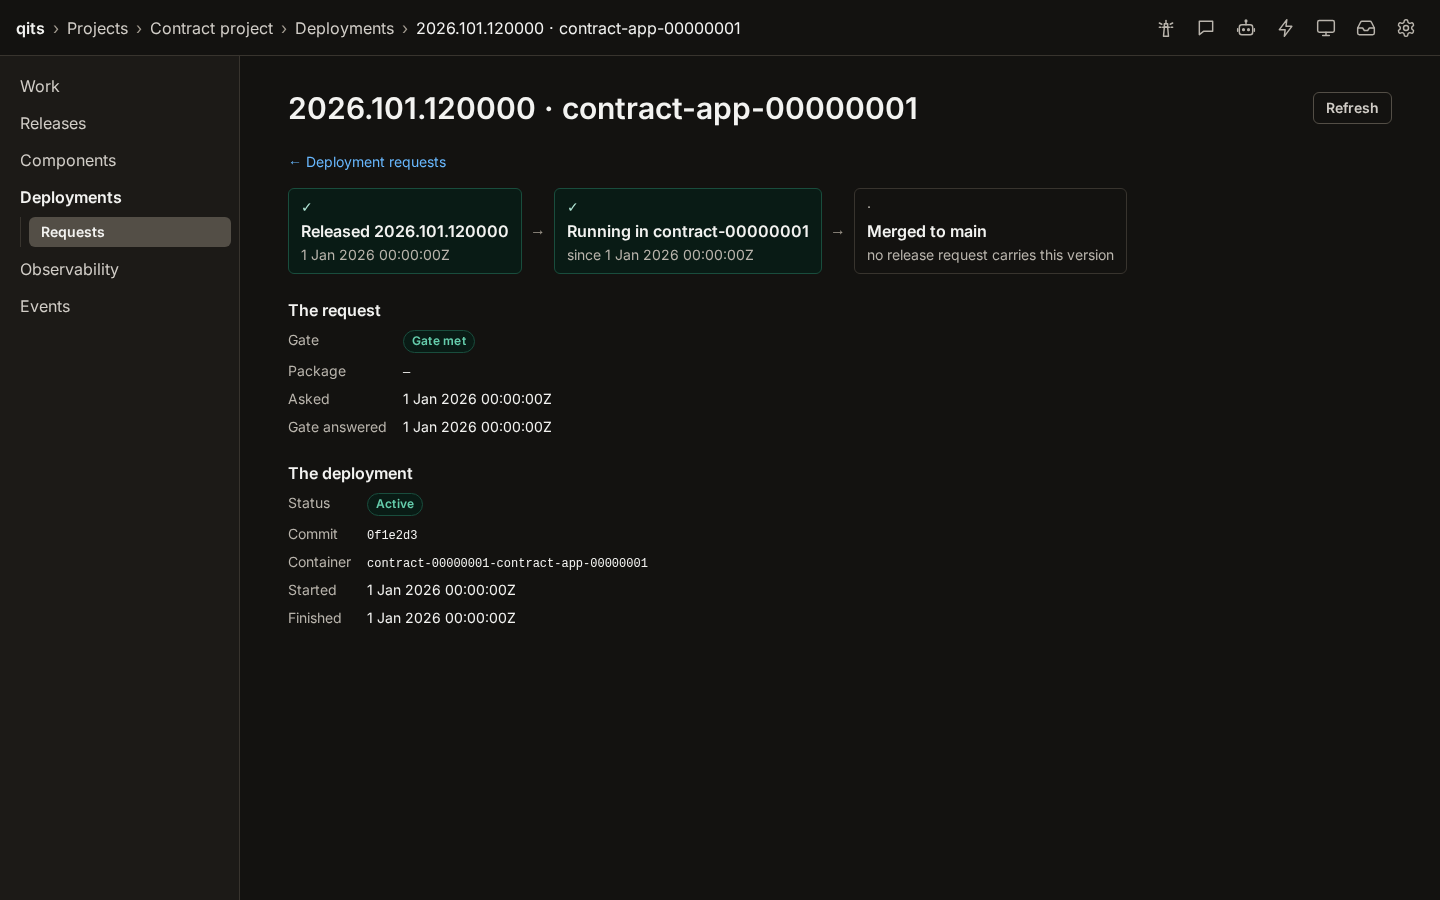 qits › Projects › Contract project › Deployments › 2026.101.120000 · contract-app-00000001
Work
Releases
Components
Deployments
Requests
Observability
Events
2026.101.120000 · contract-app-00000001
Refresh
← Deployment requests
✓
Released 2026.101.120000
1 Jan 2026 00:00:00Z
→
✓
Running in contract-00000001
since 1 Jan 2026 00:00:00Z
→
·
Merged to main
no release request carries this version
The request
Gate Gate met
Package –
Asked 1 Jan 2026 00:00:00Z
Gate answered 1 Jan 2026 00:00:00Z
The deployment
Status Active
Commit 0f1e2d3
Container contract-00000001-contract-app-00000001
Started 1 Jan 2026 00:00:00Z
Finished 1 Jan 2026 00:00:00Z